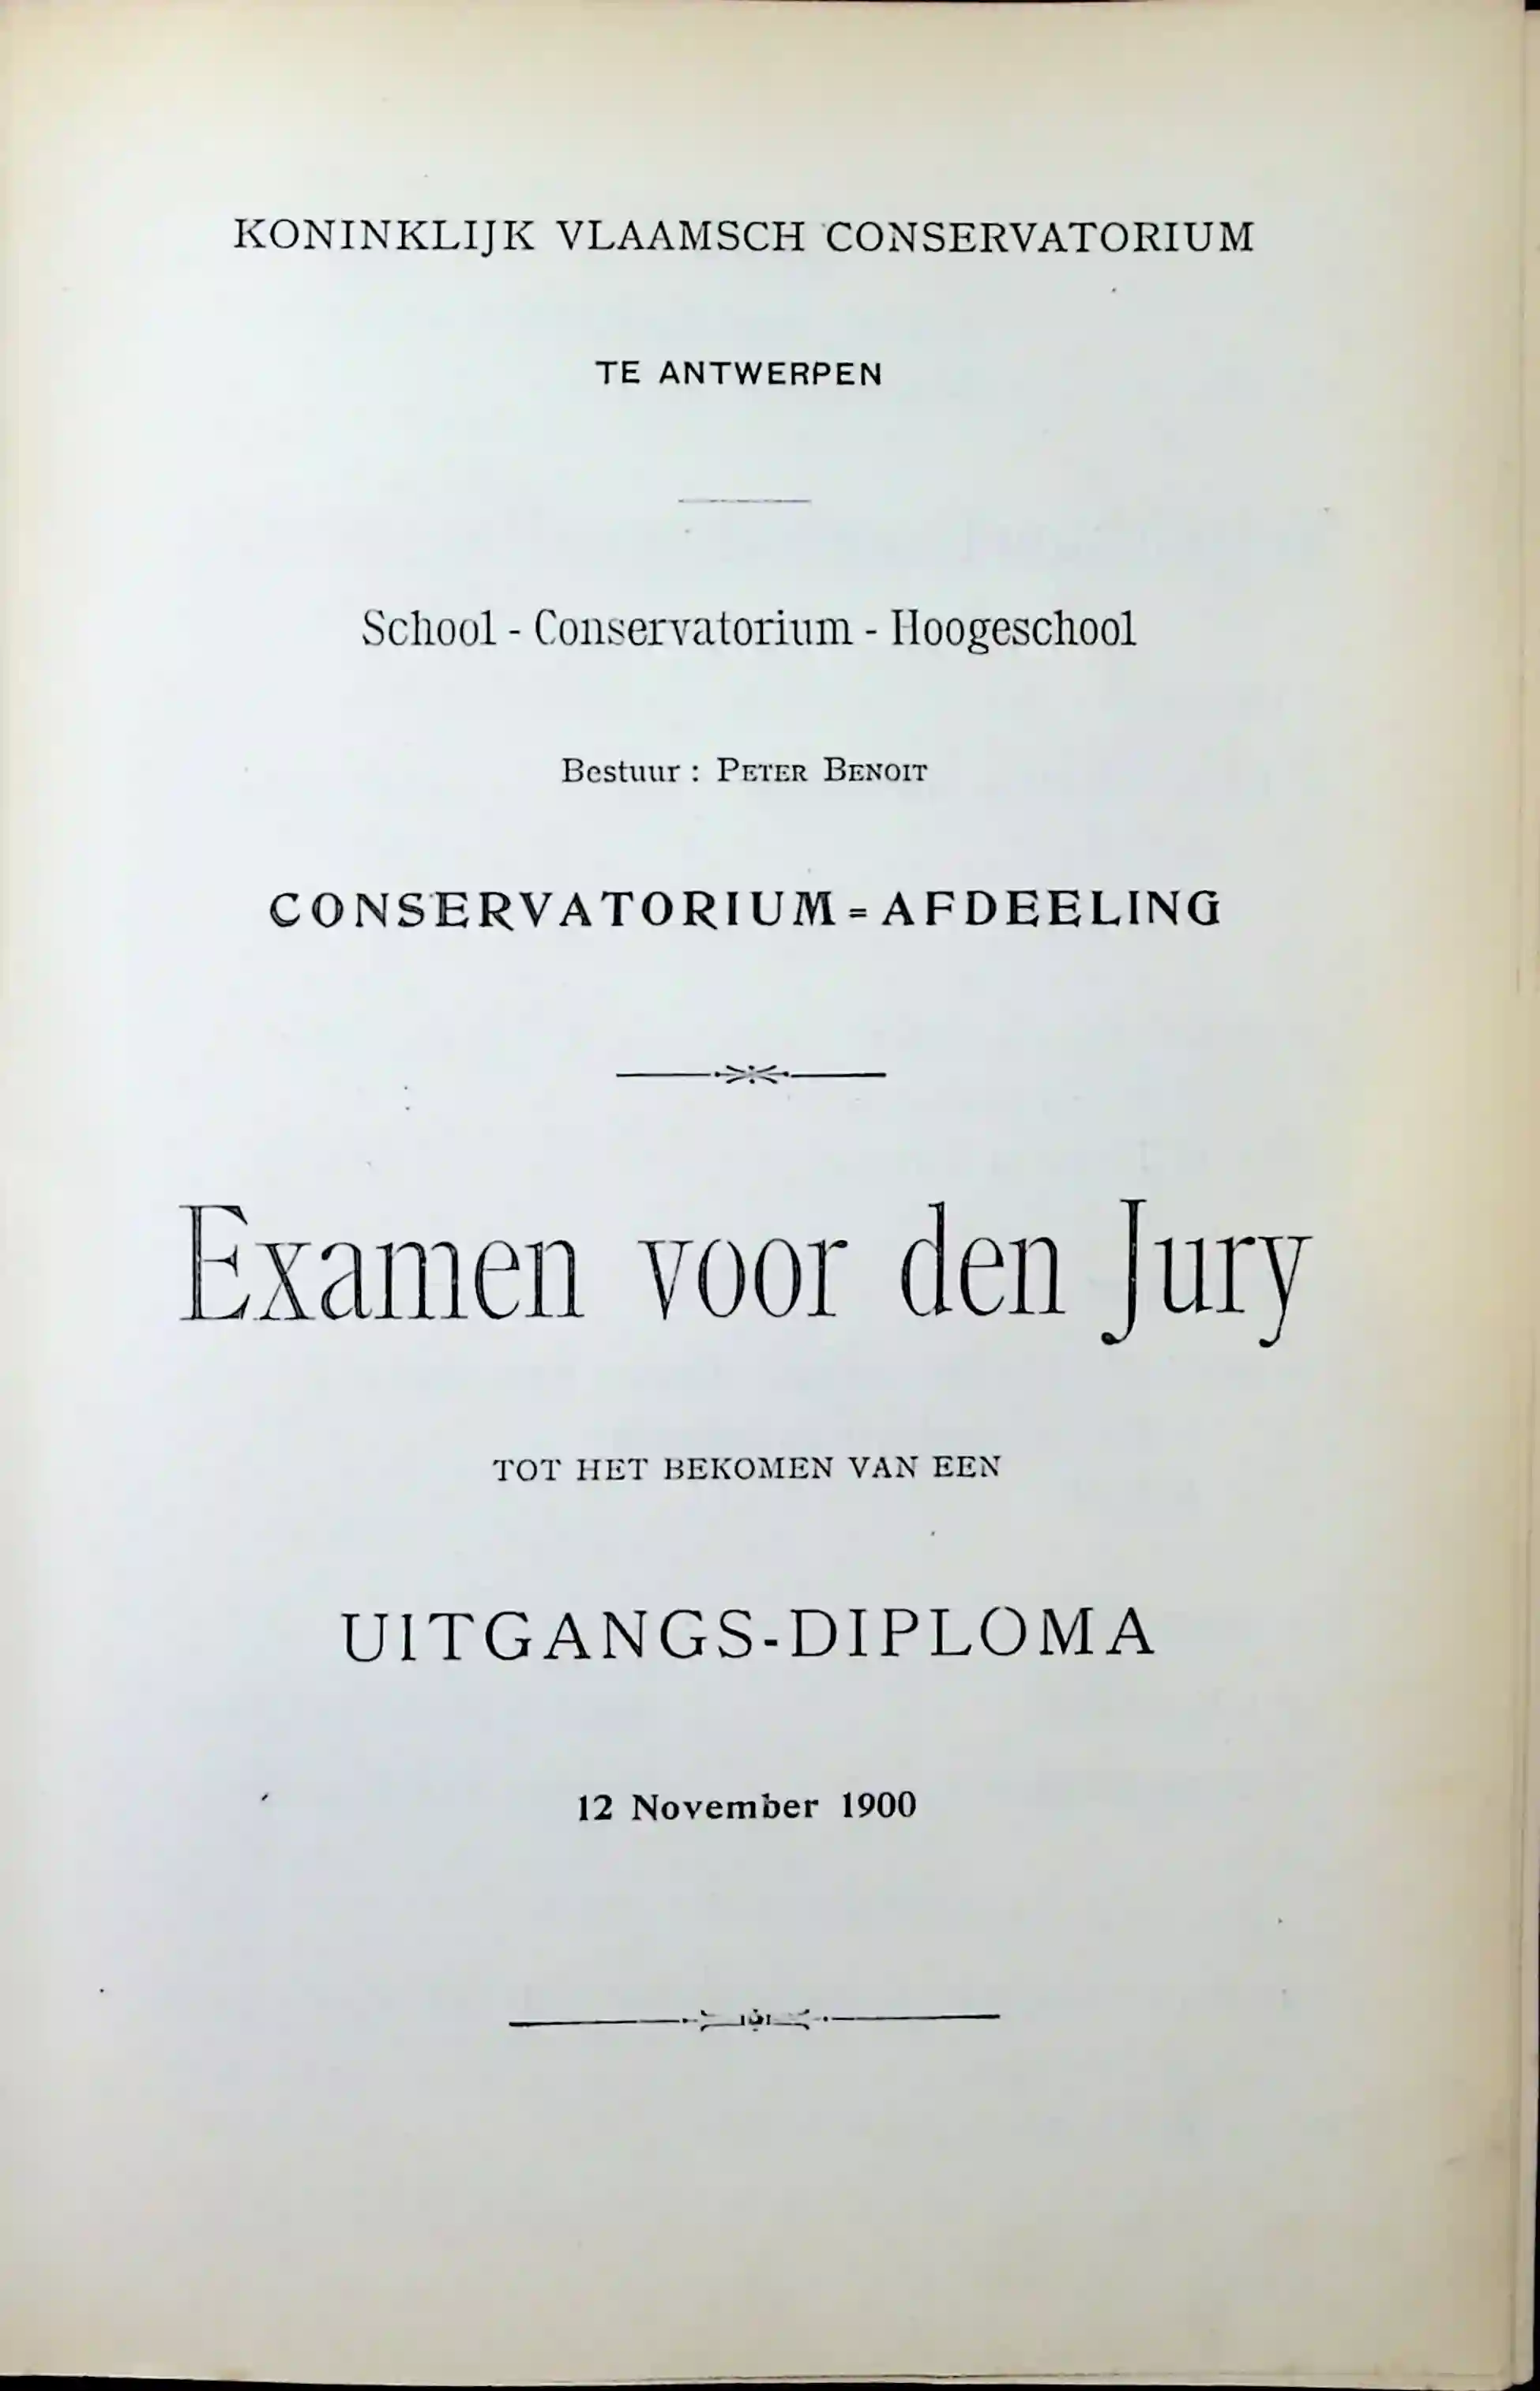 KONINKLIJK VLAAMSCH CONSERVATORIUM
TE ANTWERPEN
School - Conservatorium - Hoogeschool
Bestuur : PETER BENOIT
CONSERVATORIUM=AFDEELING
Examen voor den Jury
TOT HET BEKOMEN VAN EEN
UITGANGS-DIPLOMA
12 November 1900